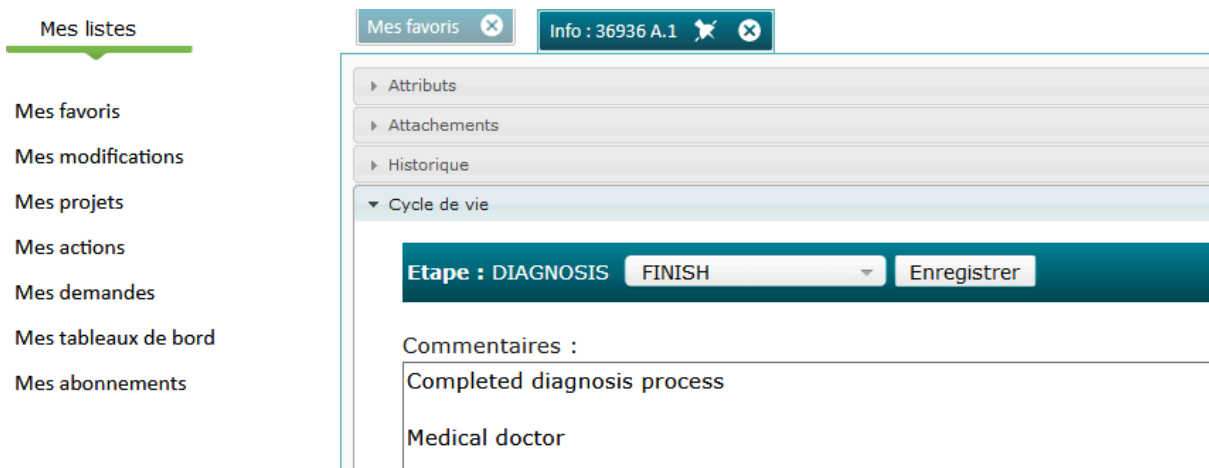 Mes listes
Mes favoris
Mes modifications
Mes projets
Mes actions
Mes demandes
Mes tableaux de bord
Mes abonnements
Mes favoris
Info : 36936 A.1
Attributs
Attachements
Historique
Cycle de vie
Etape : DIAGNOSIS FINISH Enregistrer
Commentaires :
Completed diagnosis process
Medical doctor